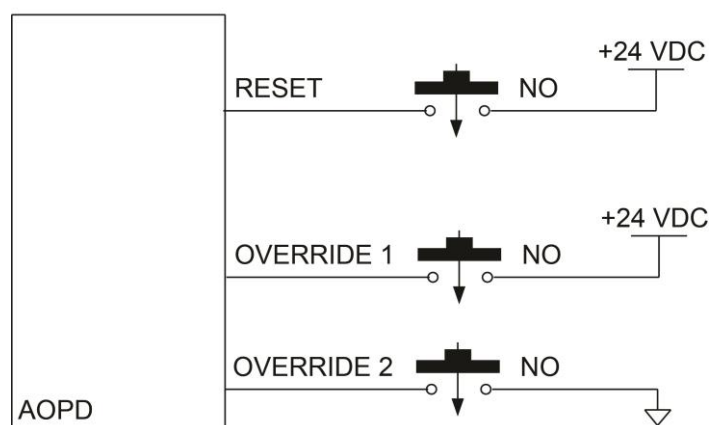 +24 VDC
RESET NO
+24 VDC
OVERRIDE 1 NO
OVERRIDE 2 NO
AOPD